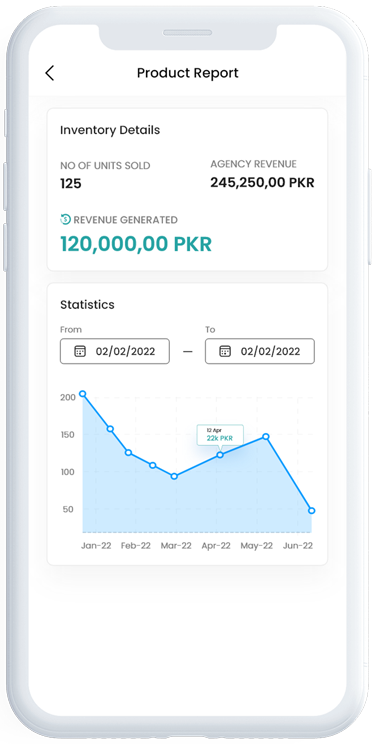 Product Report
Inventory Details
NO OF UNITS SOLD
125
AGENCY REVENUE
245,250,00 PKR
REVENUE GENERATED
120,000,00 PKR
Statistics
From
To
02/02/2022 — 02/02/2022
200
150
100
50
12 Apr
22k PKR
Jan-22 Feb-22 Mar-22 Apr-22 May-22 Jun-22